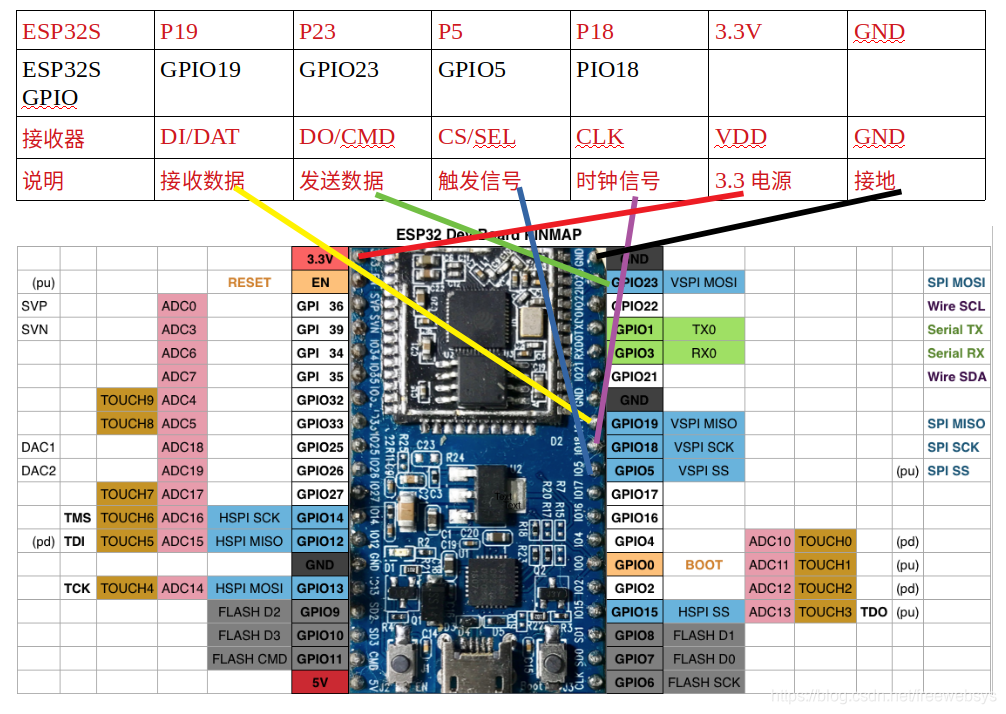 ESP32S P19 P23 P5 P18 3.3V GND
ESP32S GPIO19 GPIO23 GPIO5 PIO18
GPIO
接收器 DI/DAT DO/CMD CS/SEL CLK VDD GND
说明 接收数据 发送数据 触发信号 时钟信号 3.3 电源 接地
ESP32 Dev Board PINMAP
3.3V GND
(pu) RESET EN GPIO23 VSPI MOSI SPI MOSI
SVP ADC0 GPI 36 GPIO22 Wire SCL
SVN ADC3 GPI 39 GPIO1 TX0 Serial TX
ADC6 GPI 34 GPIO3 RX0 Serial RX
ADC7 GPI 35 GPIO21 Wire SDA
TOUCH9 ADC4 GPIO32 GND
TOUCH8 ADC5 GPIO33 GPIO19 VSPI MISO SPI MISO
DAC1 ADC18 GPIO25 GPIO18 VSPI SCK SPI SCK
DAC2 ADC19 GPIO26 GPIO5 VSPI SS (pu) SPI SS
TOUCH7 ADC17 GPIO27 GPIO17
TMS TOUCH6 ADC16 HSPI SCK GPIO14 GPIO16
(pd) TDI TOUCH5 ADC15 HSPI MISO GPIO12 GPIO4 ADC10 TOUCH0 (pd)
GND GPIO0 BOOT ADC11 TOUCH1 (pu)
TCK TOUCH4 ADC14 HSPI MOSI GPIO13 GPIO2 ADC12 TOUCH2 (pd)
FLASH D2 GPIO9 GPIO15 HSPI SS ADC13 TOUCH3 TDO (pu)
FLASH D3 GPIO10 GPIO8 FLASH D1
FLASH CMD GPIO11 GPIO7 FLASH D0
5V GPIO6 FLASH SCK
https://blog.csdn.net/freewebsys